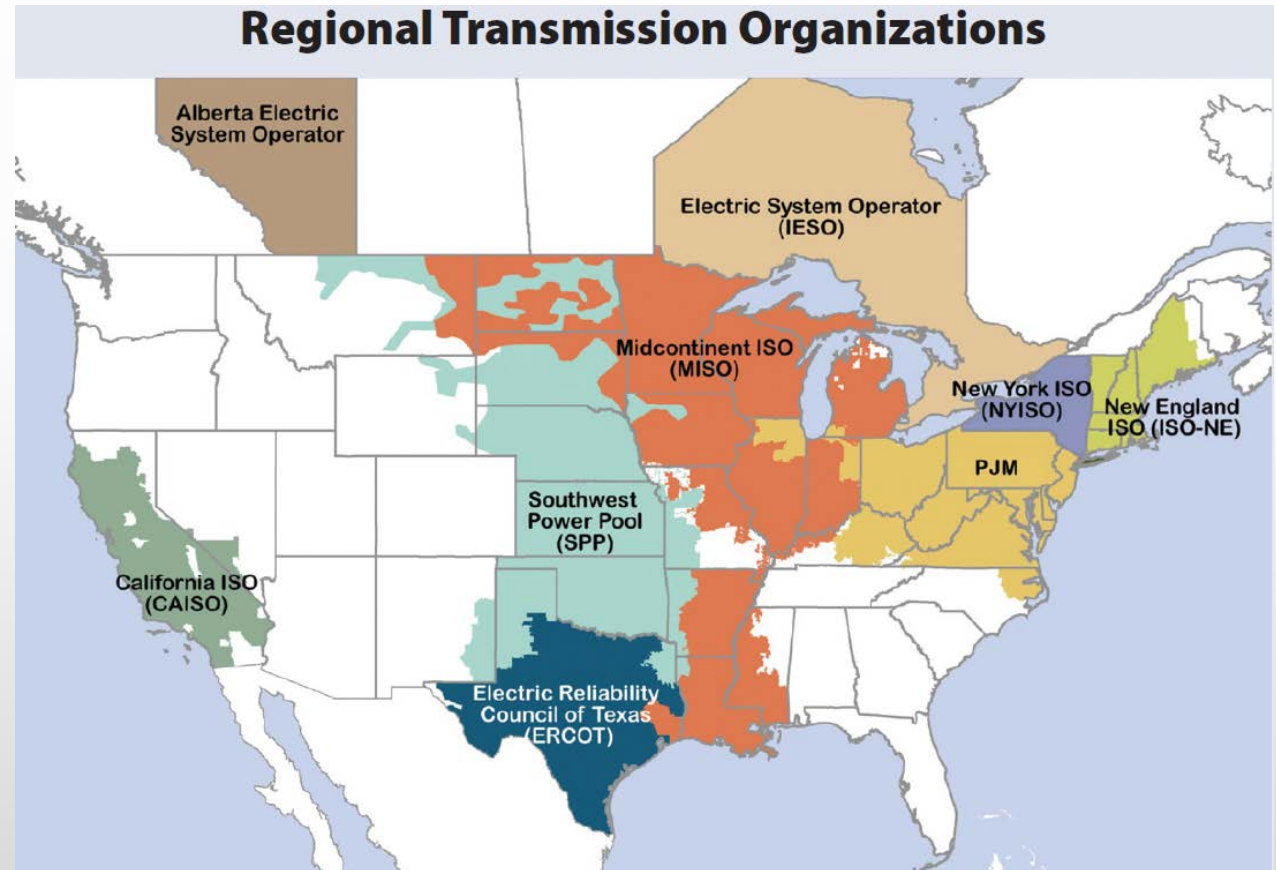 Regional Transmission Organizations
Alberta Electric
System Operator
Electric System Operator
(IESO)
Midcontinent ISO
(MISO)
New York ISO
(NYISO)
New England
ISO (ISO-NE)
PJM
Southwest
Power Pool
(SPP)
California ISO
(CAISO)
Electric Reliability
Council of Texas
(ERCOT)